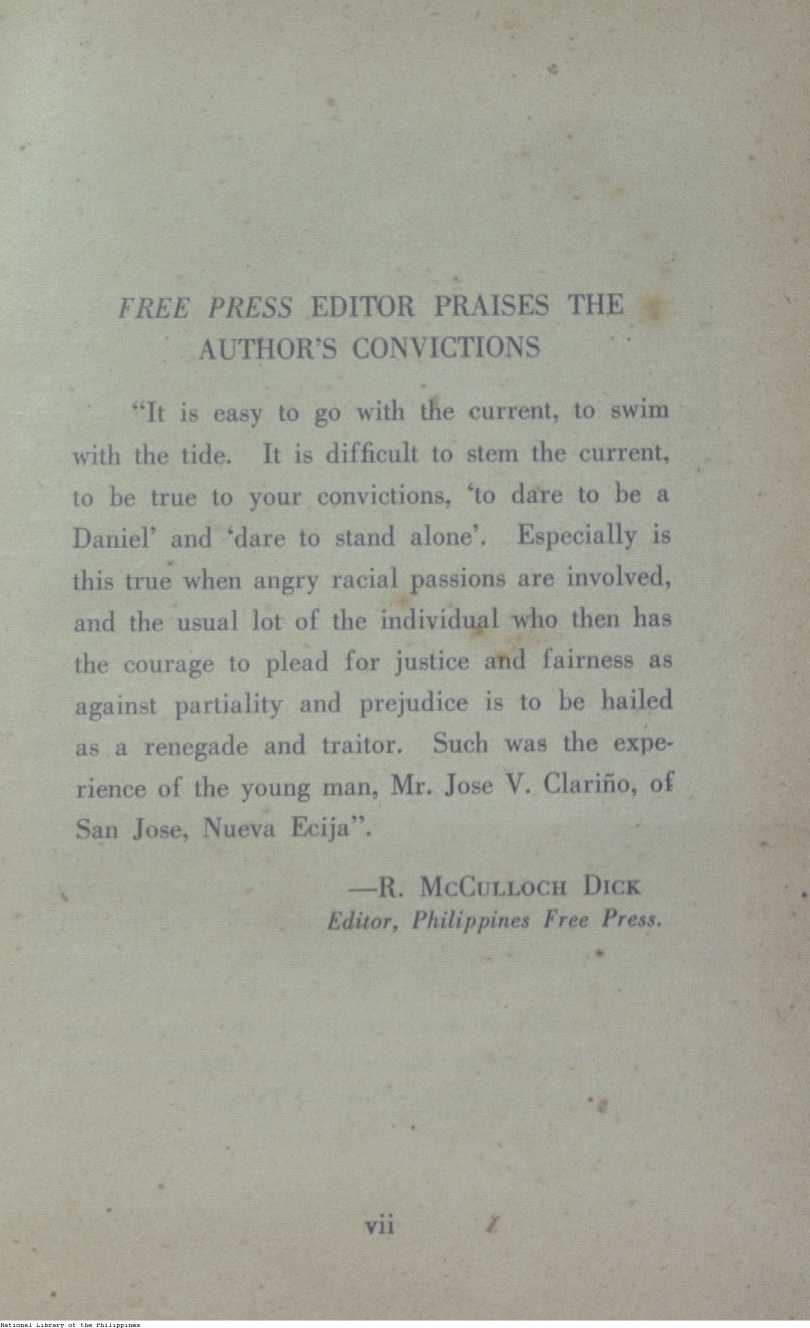 FREE PRESS EDITOR PRAISES THE
AUTHOR'S CONVICTIONS
"It is easy to go with the current, to swim
with the tide. It is difficult to stem the current,
to be true to your convictions, 'to dare to be a
Daniel' and 'dare to stand alone'. Especially is
this true when angry racial passions are involved,
and the usual lot of the individual who then has
the courage to plead for justice and fairness as
against partiality and prejudice is to be hailed
as a renegade and traitor. Such was the expe-
rience of the young man, Mr. Jose V. Clariño, of
San Jose, Nueva Ecija".
—R. McCulloch Dick
Editor, Philippines Free Press.
vii
National Library of the Philippines